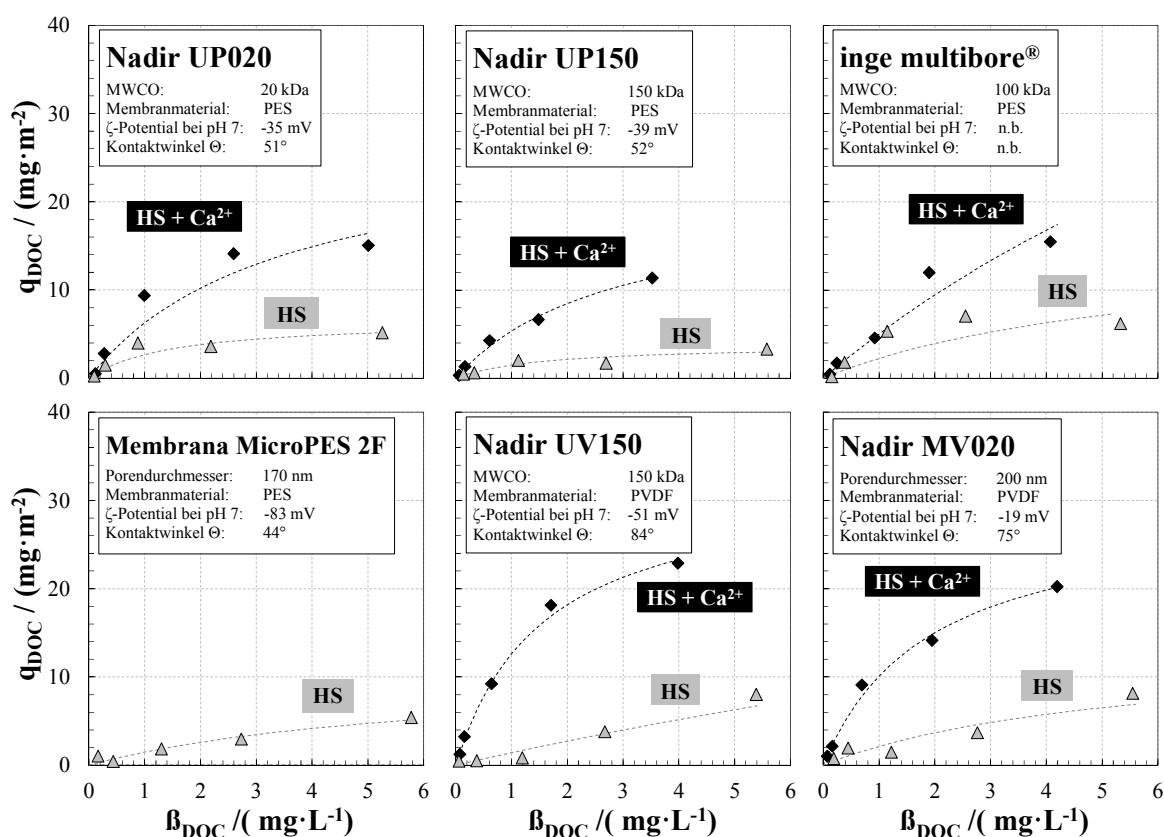 40
30
20
10
0
q_DOC / (mg·m⁻²)
Nadir UP020
MWCO: 20 kDa
Membranmaterial: PES
ζ-Potential bei pH 7: -35 mV
Kontaktwinkel Θ: 51°
HS + Ca²⁺
HS
Nadir UP150
MWCO: 150 kDa
Membranmaterial: PES
ζ-Potential bei pH 7: -39 mV
Kontaktwinkel Θ: 52°
HS + Ca²⁺
HS
inge multibore®
MWCO: 100 kDa
Membranmaterial: PES
ζ-Potential bei pH 7: n.b.
Kontaktwinkel Θ: n.b.
HS + Ca²⁺
HS
40
30
20
10
0
q_DOC / (mg·m⁻²)
Membrana MicroPES 2F
Porendurchmesser: 170 nm
Membranmaterial: PES
ζ-Potential bei pH 7: -83 mV
Kontaktwinkel Θ: 44°
HS
Nadir UV150
MWCO: 150 kDa
Membranmaterial: PVDF
ζ-Potential bei pH 7: -51 mV
Kontaktwinkel Θ: 84°
HS + Ca²⁺
HS
Nadir MV020
Porendurchmesser: 200 nm
Membranmaterial: PVDF
ζ-Potential bei pH 7: -19 mV
Kontaktwinkel Θ: 75°
HS + Ca²⁺
HS
0 1 2 3 4 5 6
0 1 2 3 4 5 6
0 1 2 3 4 5 6
ß_DOC /( mg·L⁻¹)
ß_DOC /( mg·L⁻¹)
ß_DOC /( mg·L⁻¹)